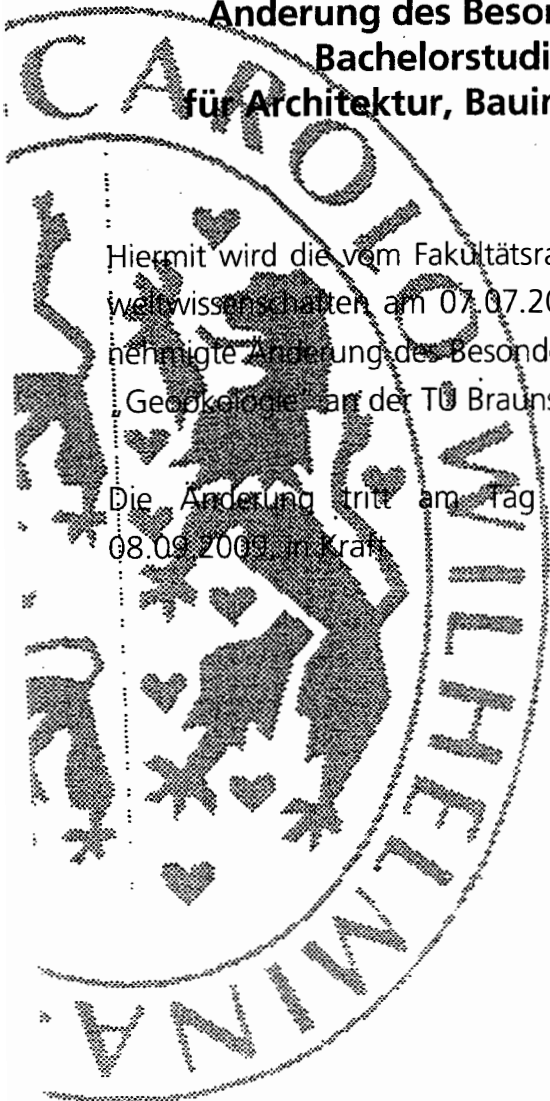 Änderung des Beson
Bachelorstudi
für Architektur, Bauin
Hiermit wird die vom Fakultätsra
weltwissenschaften am 07.07.20
nehmigte Änderung des Besonde
„Geoökologie" an der TU Brauns
Die Änderung tritt am Tag
08.09.2009, in Kraft.
CAROLO-WILHELMINA